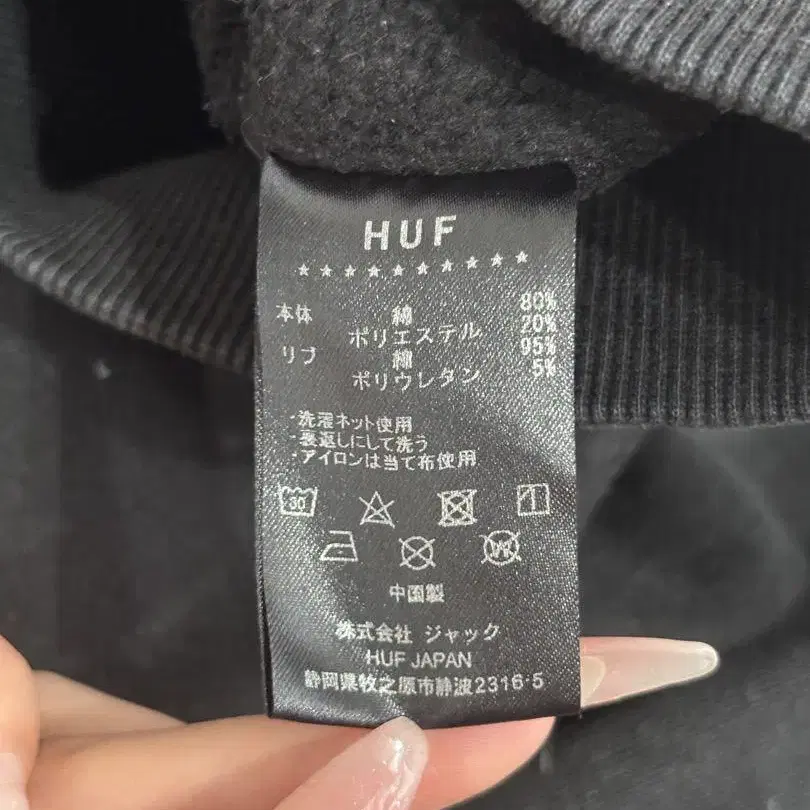 HUF
本体 綿 80%
ポリエステル 20%
リブ 綿 95%
ポリウレタン 5%
・洗濯ネット使用
・裏返しにして洗う
・アイロンは当て布使用
30
W
中国製
株式会社 ジャック
HUF JAPAN
静岡県牧之原市静波2316-5